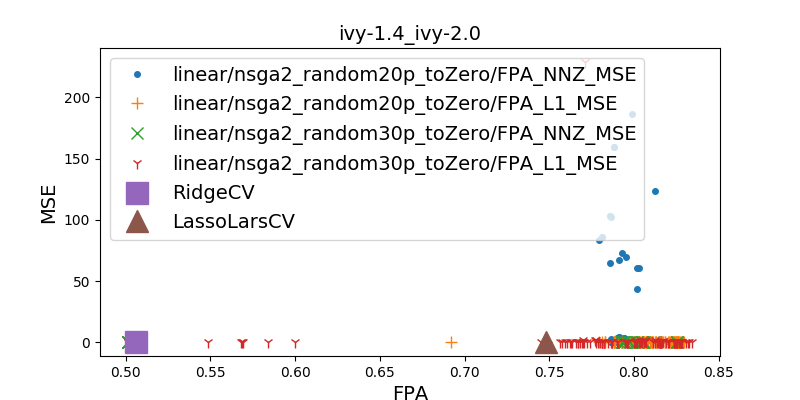 ivy-1.4_ivy-2.0
linear/nsga2_random20p_toZero/FPA_NNZ_MSE
linear/nsga2_random20p_toZero/FPA_L1_MSE
linear/nsga2_random30p_toZero/FPA_NNZ_MSE
linear/nsga2_random30p_toZero/FPA_L1_MSE
RidgeCV
LassoLarsCV
MSE
200
150
100
50
0
0.50 0.55 0.60 0.65 0.70 0.75 0.80 0.85
FPA